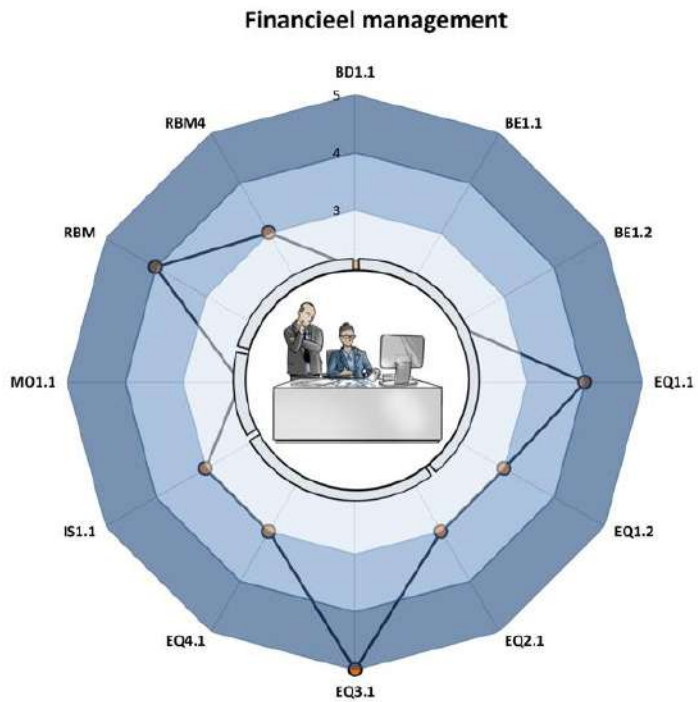 Financieel management
BD1.1
5
RBM4
BE1.1
4
3
RBM
BE1.2
MO1.1
EQ1.1
IS1.1
EQ1.2
EQ4.1
EQ2.1
EQ3.1